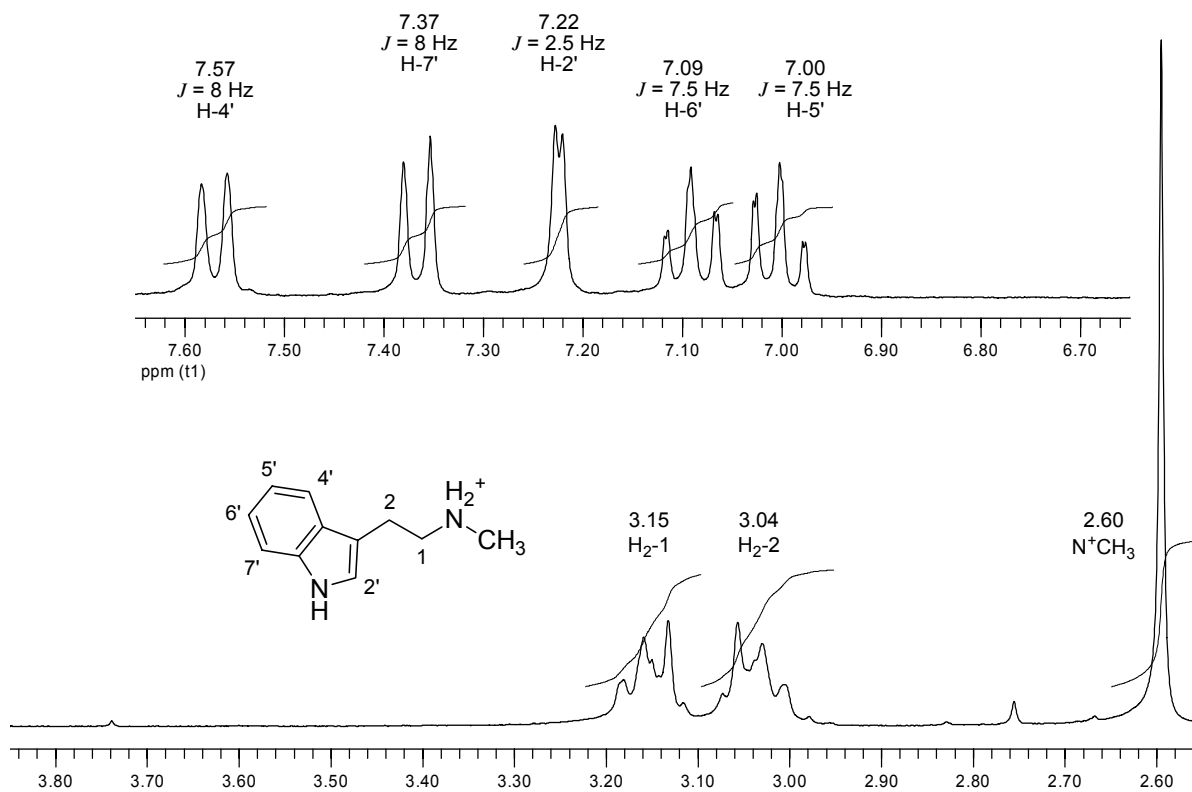 7.57
J = 8 Hz
H-4'
7.37
J = 8 Hz
H-7'
7.22
J = 2.5 Hz
H-2'
7.09
J = 7.5 Hz
H-6'
7.00
J = 7.5 Hz
H-5'
7.60 7.50 7.40 7.30 7.20 7.10 7.00 6.90 6.80 6.70
ppm (t1)
5'
4'
6'
7'
2
1
2'
H₂⁺
N
CH₃
N
H
3.15
H₂-1
3.04
H₂-2
2.60
N⁺CH₃
3.80 3.70 3.60 3.50 3.40 3.30 3.20 3.10 3.00 2.90 2.80 2.70 2.60